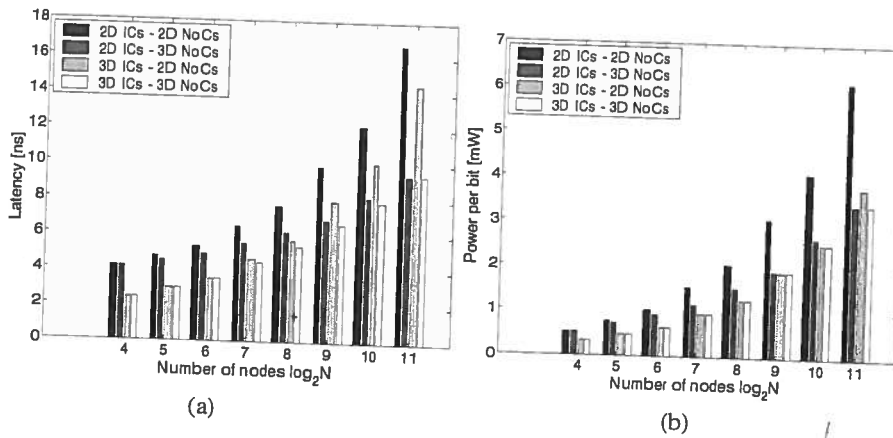 18
16
14
12
10
8
6
4
2
0
Latency [ns]
2D ICs - 2D NoCs
2D ICs - 3D NoCs
3D ICs - 2D NoCs
3D ICs - 3D NoCs
4 5 6 7 8 9 10 11
Number of nodes log₂N
(a)
7
6
5
4
3
2
1
0
Power per bit [mW]
2D ICs - 2D NoCs
2D ICs - 3D NoCs
3D ICs - 2D NoCs
3D ICs - 3D NoCs
4 5 6 7 8 9 10 11
Number of nodes log₂N
(b)